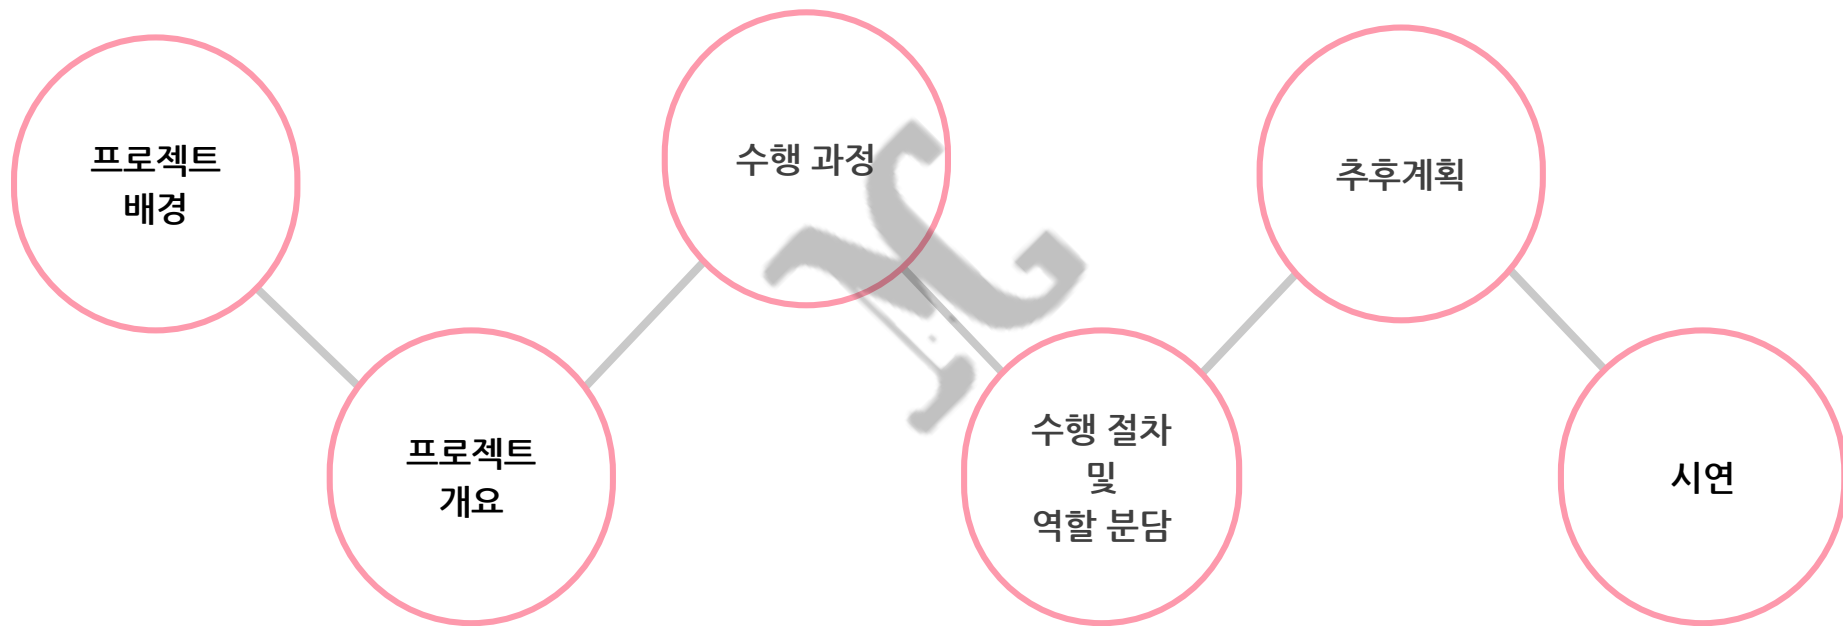 프로젝트
배경
프로젝트
개요
수행 과정
수행 절차
및
역할 분담
추후계획
시연